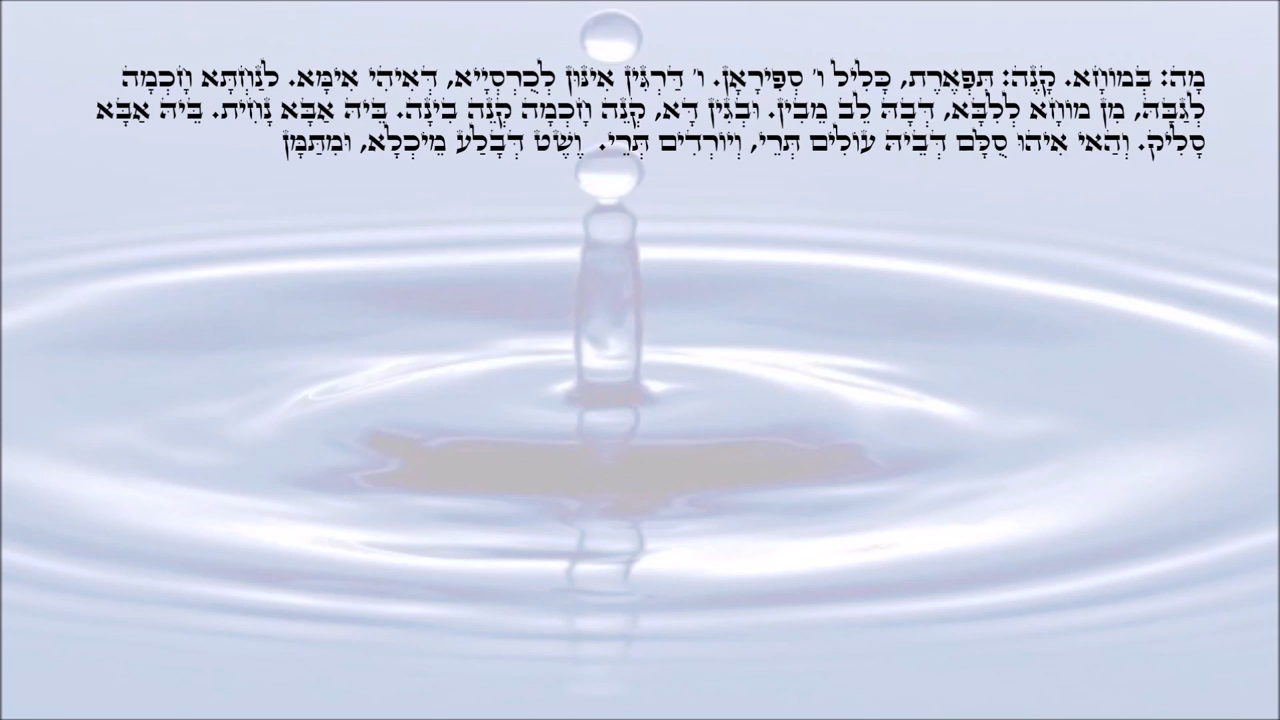 מָה: בְּמוֹחָא. קָנֶה: תִּפְאֶרֶת, כָּלִיל ו' סְפִירָאָן. ו' דַּרְגִּין אִינּוּן לְכֻרְסְיָיא, דְּאִיהִי אִימָּא. לנַּחְתָּא חָכְמָה
לְגַבָּהּ, מִן מוֹחָא לְלִבָּא, דְּבָהּ לֵב מֵבִין. וּבְגִין דָּא, קְנֵה חָכְמָה קְנֵה בִינָה. בֵּיהּ אַבָּא נָחִית. בֵּיהּ אַבָּא
סָלִיק. וְהַאי אִיהוּ סֻלָּם דְּבֵיהּ עוֹלִים תְּרֵי, וְיוֹרְדִים תְּרֵי. וֶשֶׁט דְּבָלַע מֵיכְלָא, וּמִתַּמָּן